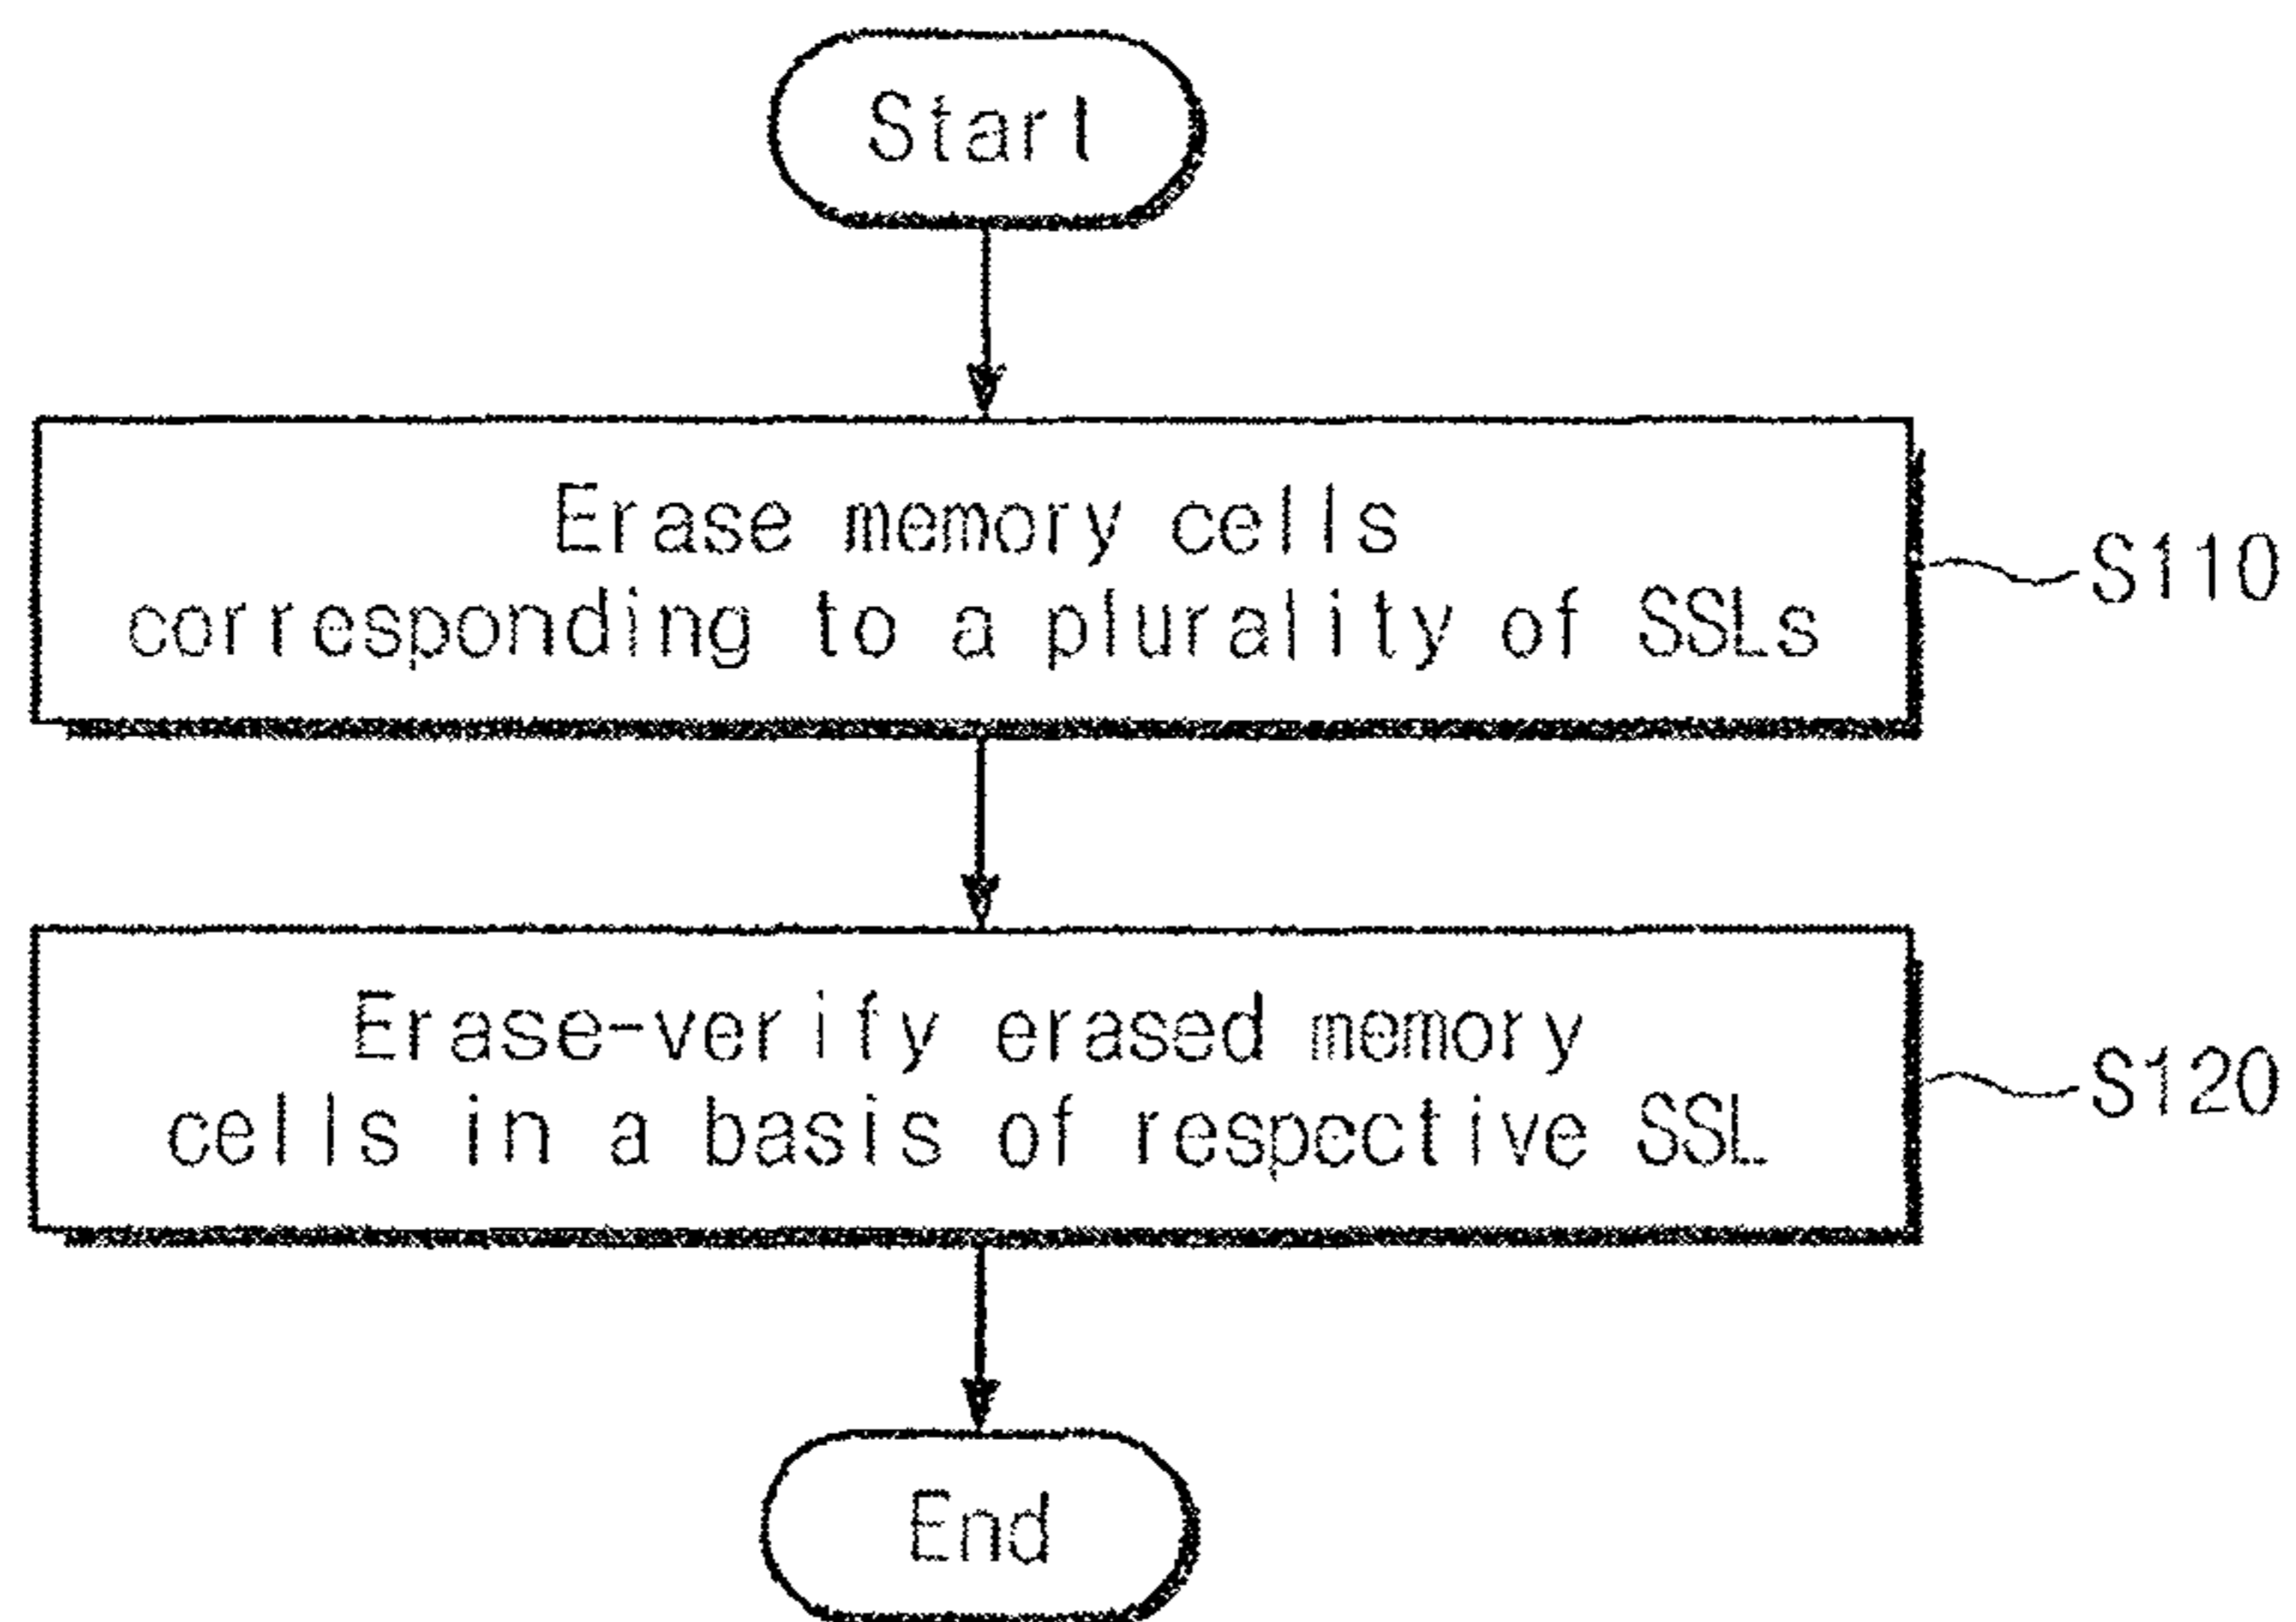 Start
Erase memory cells
corresponding to a plurality of SSLs
S110
Erase-verify erased memory
cells in a basis of respective SSL
S120
End